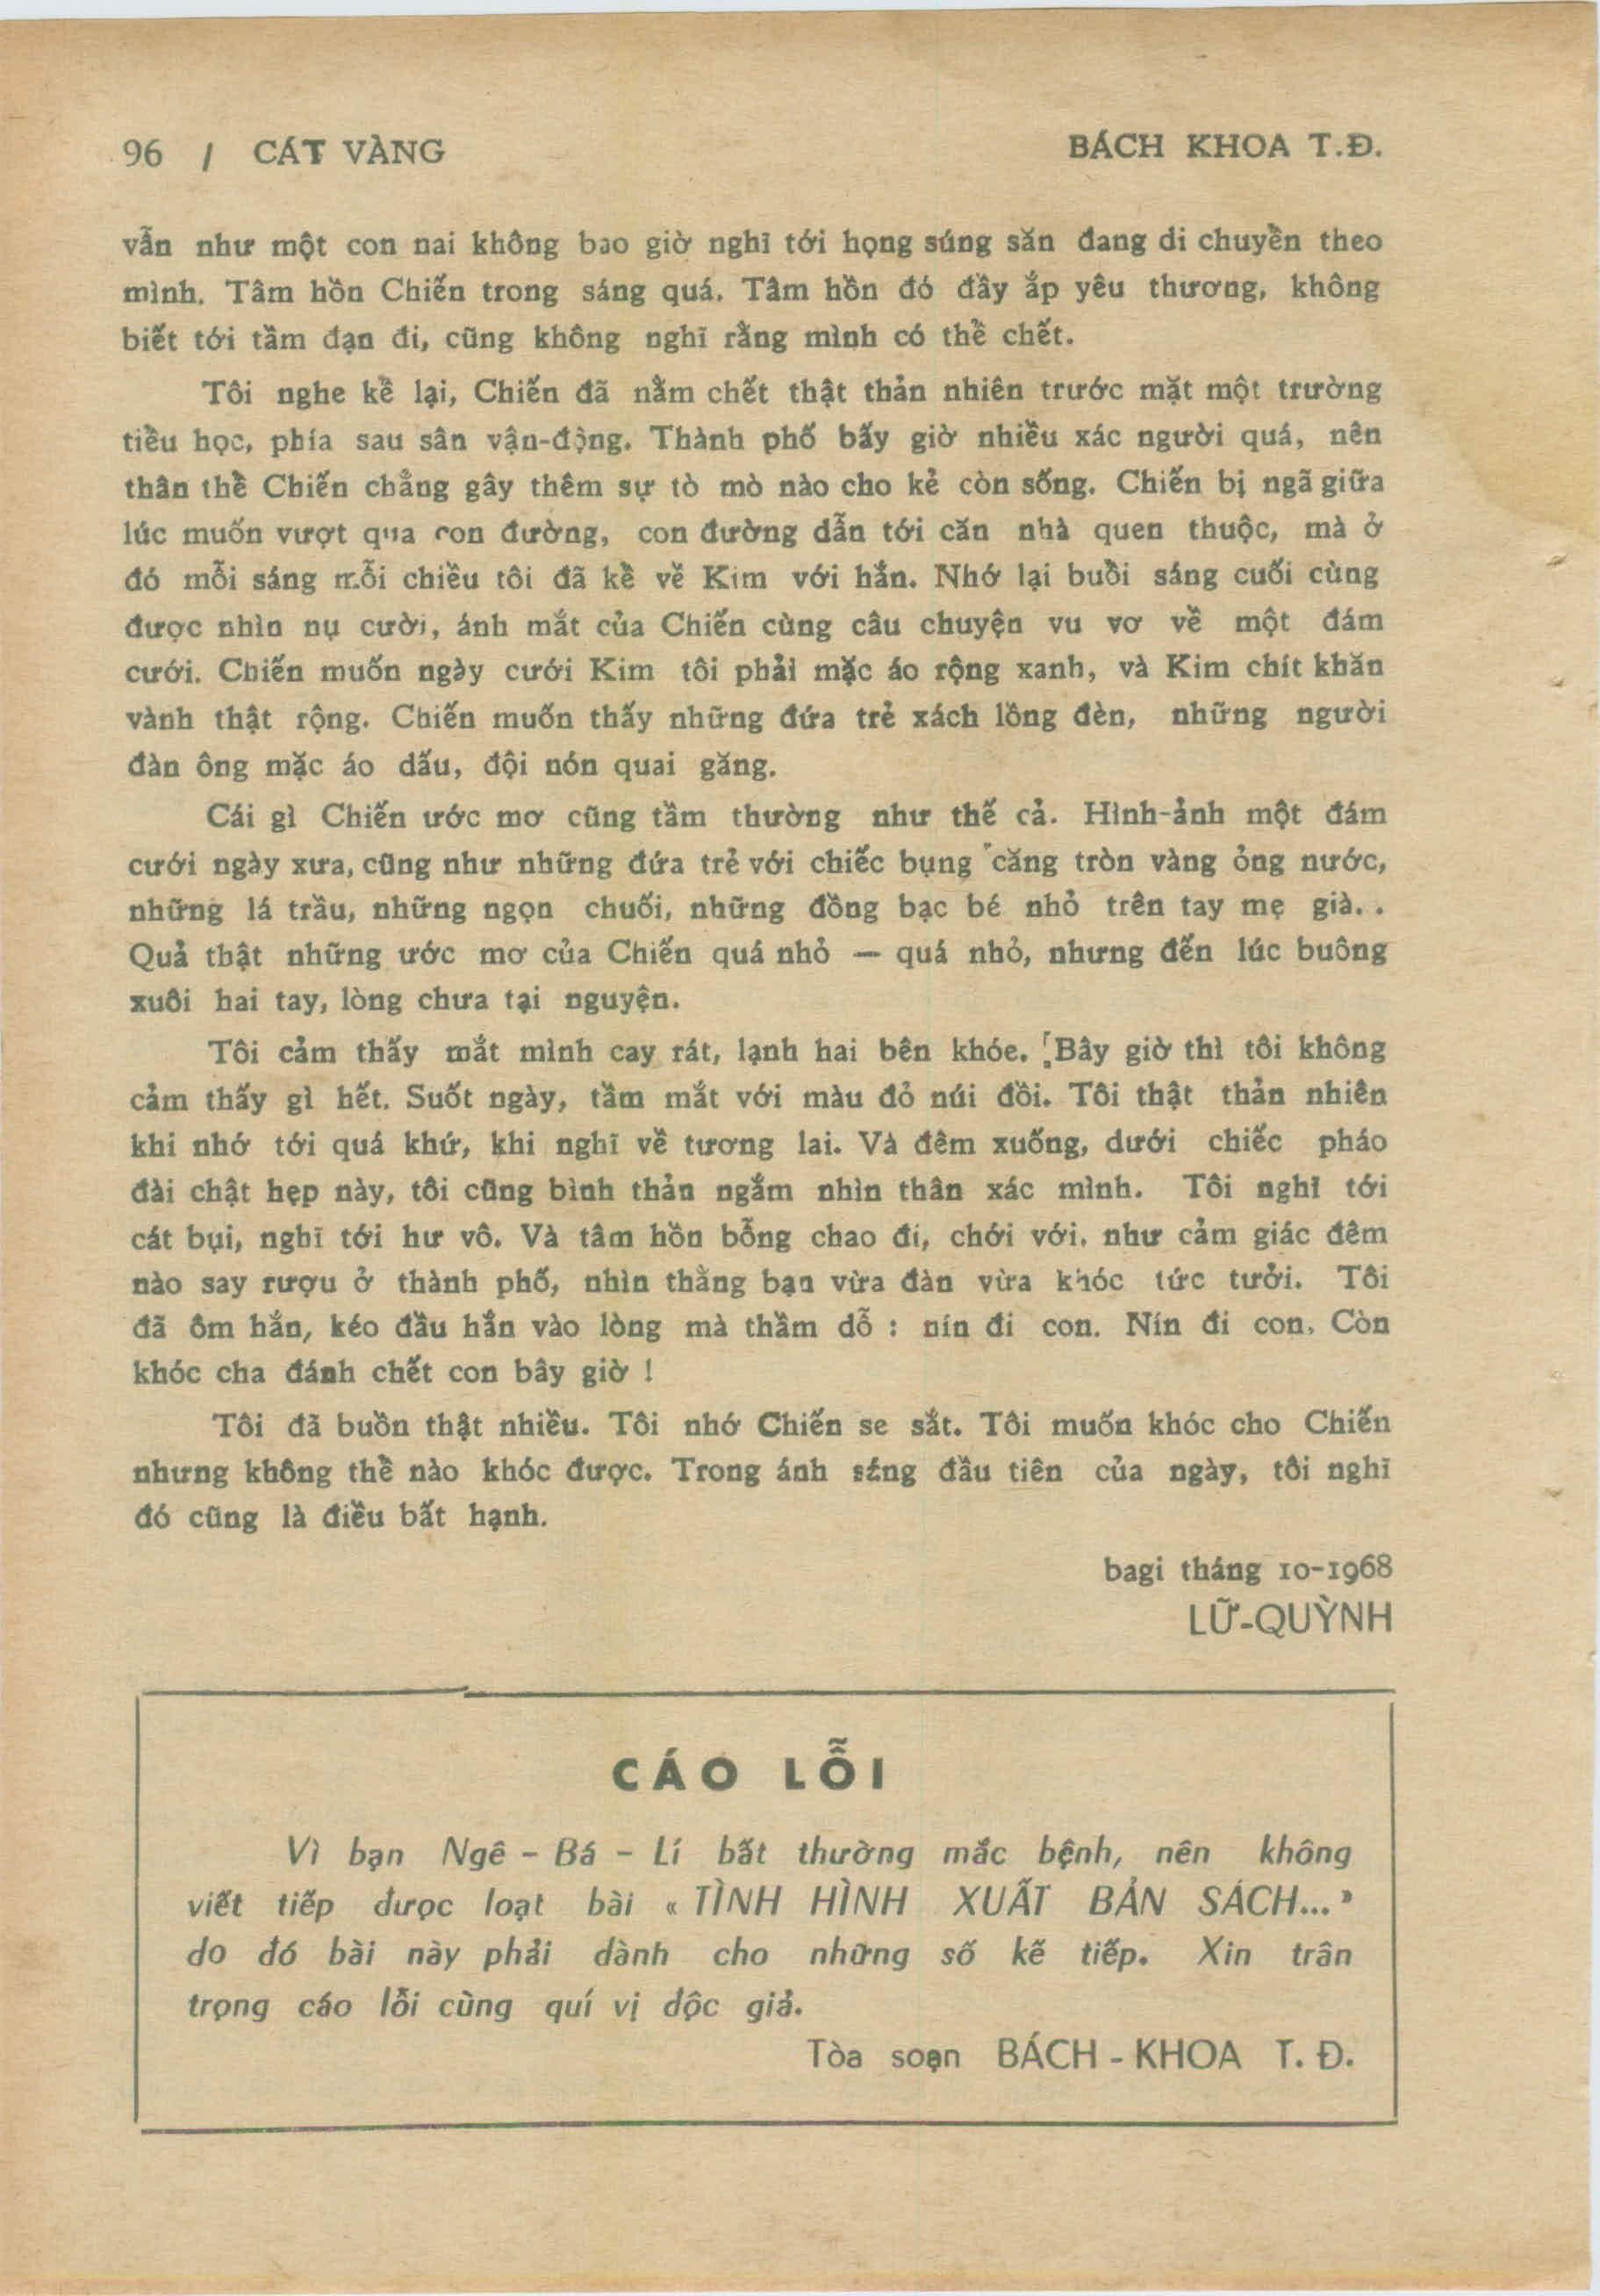 96 / CÁT VÀNG
BÁCH KHOA T.Đ.
vẫn như một con nai không bao giờ nghĩ tới họng súng săn đang di chuyển theo
mình. Tâm hồn Chiến trong sáng quá. Tâm hồn đó đầy ắp yêu thương, không
biết tới tầm đạn đi, cũng không nghĩ rằng mình có thể chết.
Tôi nghe kể lại, Chiến đã nằm chết thật thản nhiên trước mặt một trường
tiểu học, phía sau sân vận-động. Thành phố bấy giờ nhiều xác người quá, nên
thân thể Chiến chẳng gây thêm sự tò mò nào cho kẻ còn sống. Chiến bị ngã giữa
lúc muốn vượt qua con đường, con đường dẫn tới căn nhà quen thuộc, mà ở
đó mỗi sáng mỗi chiều tôi đã kể về Kim với hắn. Nhớ lại buổi sáng cuối cùng
được nhìn nụ cười, ánh mắt của Chiến cùng câu chuyện vu vơ về một đám
cưới. Chiến muốn ngày cưới Kim tôi phải mặc áo rộng xanh, và Kim chít khăn
vành thật rộng. Chiến muốn thấy những đứa trẻ xách lồng đèn, những người
đàn ông mặc áo dấu, đội nón quai găng.
Cái gì Chiến ước mơ cũng tầm thường như thế cả. Hình-ảnh một đám
cưới ngày xưa, cũng như những đứa trẻ với chiếc bụng căng tròn vàng ỏng nước,
những lá trầu, những ngọn chuối, những đồng bạc bé nhỏ trên tay mẹ già. .
Quả thật những ước mơ của Chiến quá nhỏ — quá nhỏ, nhưng đến lúc buông
xuôi hai tay, lòng chưa tại nguyện.
Tôi cảm thấy mắt mình cay rát, lạnh hai bên khóe. Bây giờ thì tôi không
cảm thấy gì hết. Suốt ngày, tầm mắt với màu đỏ núi đồi. Tôi thật thản nhiên
khi nhớ tới quá khứ, khi nghĩ về tương lai. Và đêm xuống, dưới chiếc pháo
đài chật hẹp này, tôi cũng bình thản ngắm nhìn thân xác mình. Tôi nghĩ tới
cát bụi, nghĩ tới hư vô. Và tâm hồn bỗng chao đi, chới với. như cảm giác đêm
nào say rượu ở thành phố, nhìn thằng bạn vừa đàn vừa khóc tức tưởi. Tôi
đã ôm hắn, kéo đầu hắn vào lòng mà thầm dỗ : nín đi con. Nín đi con. Còn
khóc cha đánh chết con bây giờ !
Tôi đã buồn thật nhiều. Tôi nhớ Chiến se sắt. Tôi muốn khóc cho Chiến
nhưng không thể nào khóc được. Trong ánh sáng đầu tiên của ngày, tôi nghĩ
đó cũng là điều bất hạnh.
bagi tháng 10-1968
LỮ-QUỲNH
CÁO LỖI
Vì bạn Ngê - Bá - Lí bất thường mắc bệnh, nên không
viết tiếp được loạt bài « TÌNH HÌNH XUẤT BẢN SÁCH... »
do đó bài này phải dành cho những số kế tiếp. Xin trân
trọng cáo lỗi cùng quí vị độc giả.
Tòa soạn BÁCH - KHOA T. Đ.